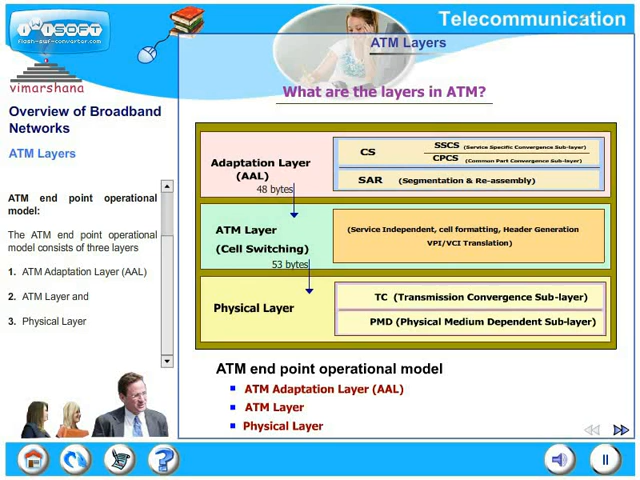 Telecommunication
iWiSOFT
flash-swf-converter.com
ATM Layers
vimarshana
What are the layers in ATM?
Overview of Broadband
Networks
ATM Layers
ATM end point operational
model:
The ATM end point operational
model consists of three layers
1. ATM Adaptation Layer (AAL)
2. ATM Layer and
3. Physical Layer
Adaptation Layer
(AAL)
48 bytes
CS
SSCS (Service Specific Convergence Sub-layer)
CPCS (Common Part Convergence Sub-layer)
SAR (Segmentation & Re-assembly)
ATM Layer
(Cell Switching)
53 bytes
(Service Independent, cell formatting, Header Generation
VPI/VCI Translation)
Physical Layer
TC (Transmission Convergence Sub-layer)
PMD (Physical Medium Dependent Sub-layer)
ATM end point operational model
ATM Adaptation Layer (AAL)
ATM Layer
Physical Layer